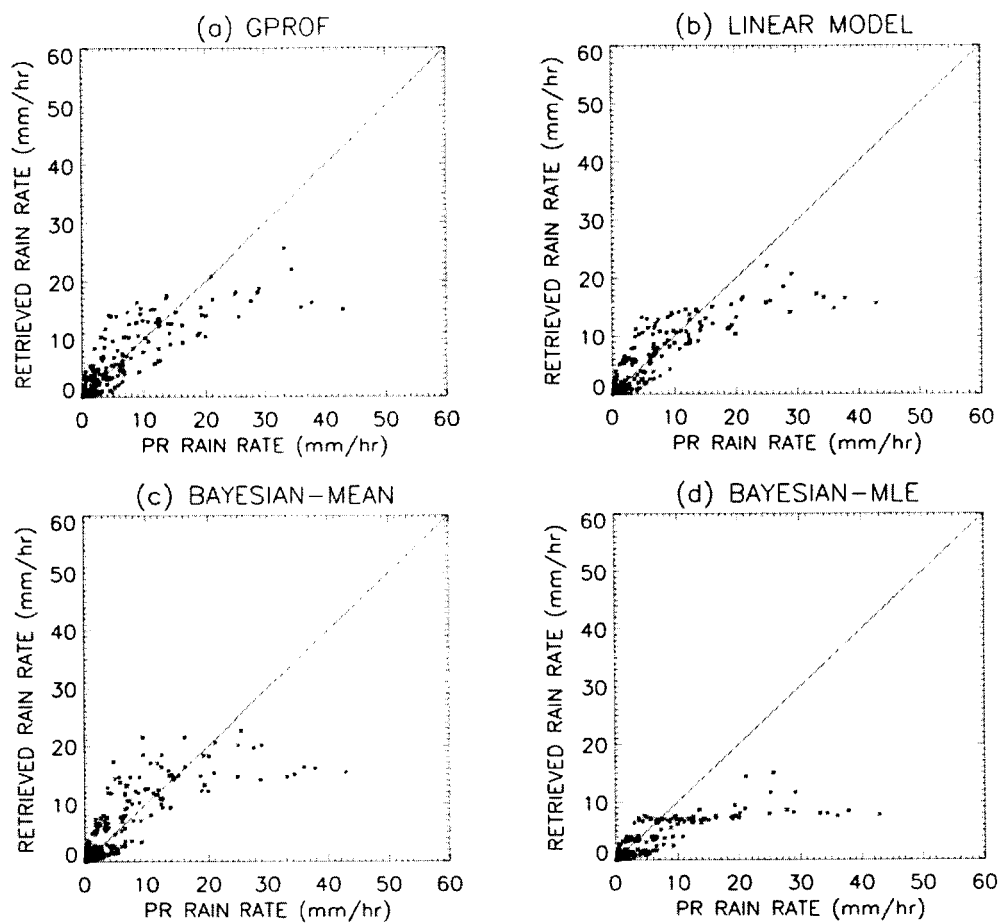 (a) GPROF
60
50
40
30
20
10
0
RETRIEVED RAIN RATE (mm/hr)
0 10 20 30 40 50 60
PR RAIN RATE (mm/hr)
(b) LINEAR MODEL
60
50
40
30
20
10
0
RETRIEVED RAIN RATE (mm/hr)
0 10 20 30 40 50 60
PR RAIN RATE (mm/hr)
(c) BAYESIAN-MEAN
60
50
40
30
20
10
0
RETRIEVED RAIN RATE (mm/hr)
0 10 20 30 40 50 60
PR RAIN RATE (mm/hr)
(d) BAYESIAN-MLE
60
50
40
30
20
10
0
RETRIEVED RAIN RATE (mm/hr)
0 10 20 30 40 50 60
PR RAIN RATE (mm/hr)